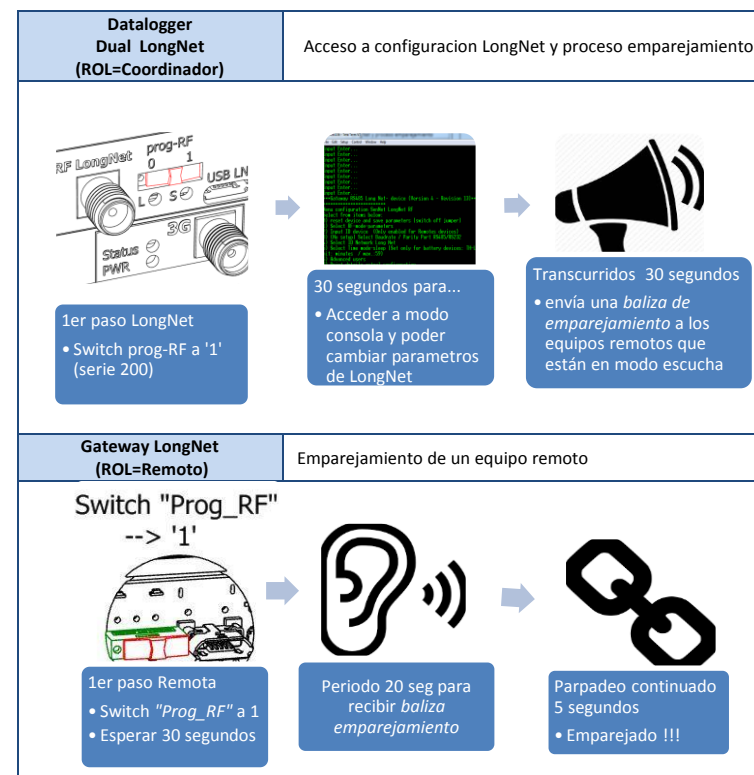 Datalogger
Dual LongNet
(ROL=Coordinador)
Acceso a configuracion LongNet y proceso emparejamiento
RF LongNet
prog-RF
0 1
USB LN
L S
3G
Status
PWR
1er paso LongNet
• Switch prog-RF a '1'
(serie 200)
30 segundos para...
• Acceder a modo
consola y poder
cambiar parametros
de LongNet
Transcurridos 30 segundos
• envía una baliza de
emparejamiento a los
equipos remotos que
están en modo escucha
Gateway LongNet
(ROL=Remoto)
Emparejamiento de un equipo remoto
Switch "Prog_RF"
--> '1'
1er paso Remota
• Switch "Prog_RF" a 1
• Esperar 30 segundos
Periodo 20 seg para
recibir baliza
emparejamiento
Parpadeo continuado
5 segundos
• Emparejado !!!